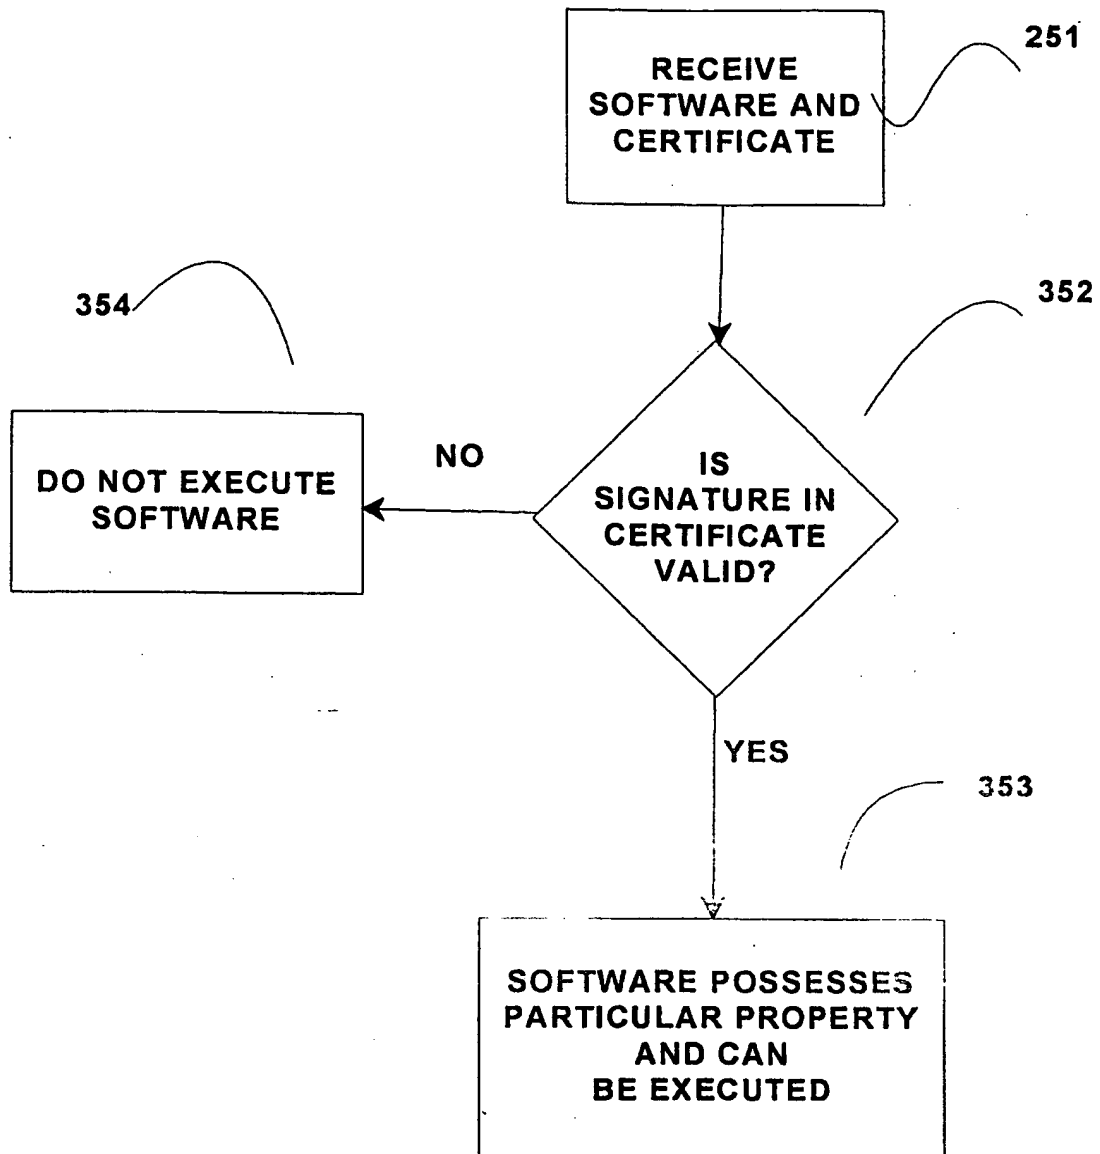 251
RECEIVE
SOFTWARE AND
CERTIFICATE
352
354
IS
SIGNATURE IN
CERTIFICATE
VALID?
NO
DO NOT EXECUTE
SOFTWARE
YES
353
SOFTWARE POSSESSES
PARTICULAR PROPERTY
AND CAN
BE EXECUTED